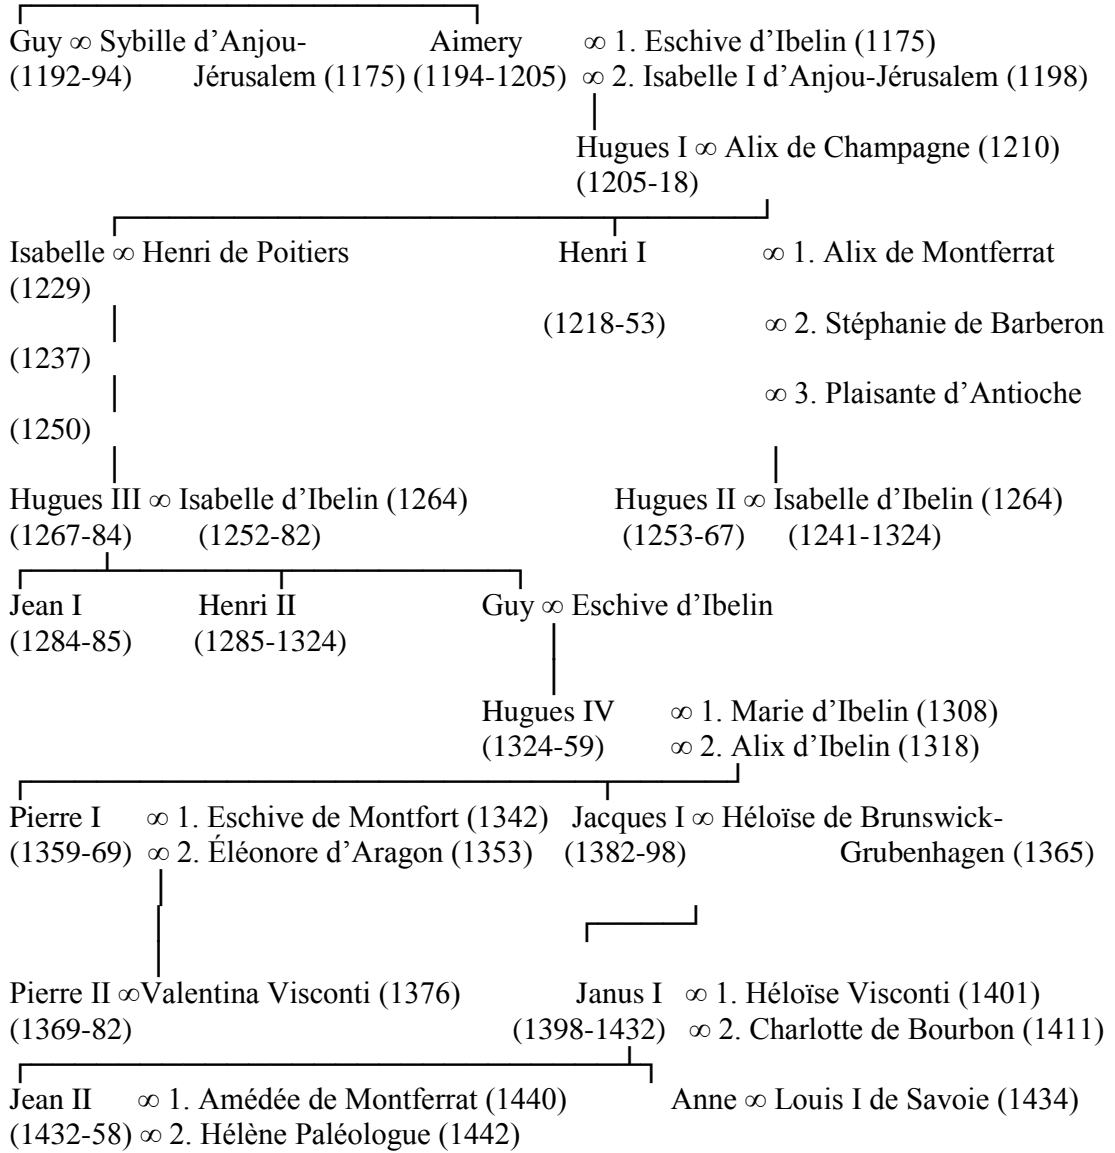 Guy ∞ Sybille d’Anjou- Aimery ∞ 1. Eschive d’Ibelin (1175)
(1192-94) Jérusalem (1175) (1194-1205) ∞ 2. Isabelle I d’Anjou-Jérusalem (1198)
Hugues I ∞ Alix de Champagne (1210)
(1205-18)
Isabelle ∞ Henri de Poitiers Henri I ∞ 1. Alix de Montferrat
(1229)
(1218-53) ∞ 2. Stéphanie de Barberon
(1237)
∞ 3. Plaisante d’Antioche
(1250)
Hugues III ∞ Isabelle d’Ibelin (1264) Hugues II ∞ Isabelle d’Ibelin (1264)
(1267-84) (1252-82) (1253-67) (1241-1324)
Jean I Henri II Guy ∞ Eschive d’Ibelin
(1284-85) (1285-1324)
Hugues IV ∞ 1. Marie d’Ibelin (1308)
(1324-59) ∞ 2. Alix d’Ibelin (1318)
Pierre I ∞ 1. Eschive de Montfort (1342) Jacques I ∞ Héloïse de Brunswick-
(1359-69) ∞ 2. Éléonore d’Aragon (1353) (1382-98) Grubenhagen (1365)
Pierre II ∞Valentina Visconti (1376) Janus I ∞ 1. Héloïse Visconti (1401)
(1369-82) (1398-1432) ∞ 2. Charlotte de Bourbon (1411)
Jean II ∞ 1. Amédée de Montferrat (1440) Anne ∞ Louis I de Savoie (1434)
(1432-58) ∞ 2. Hélène Paléologue (1442)